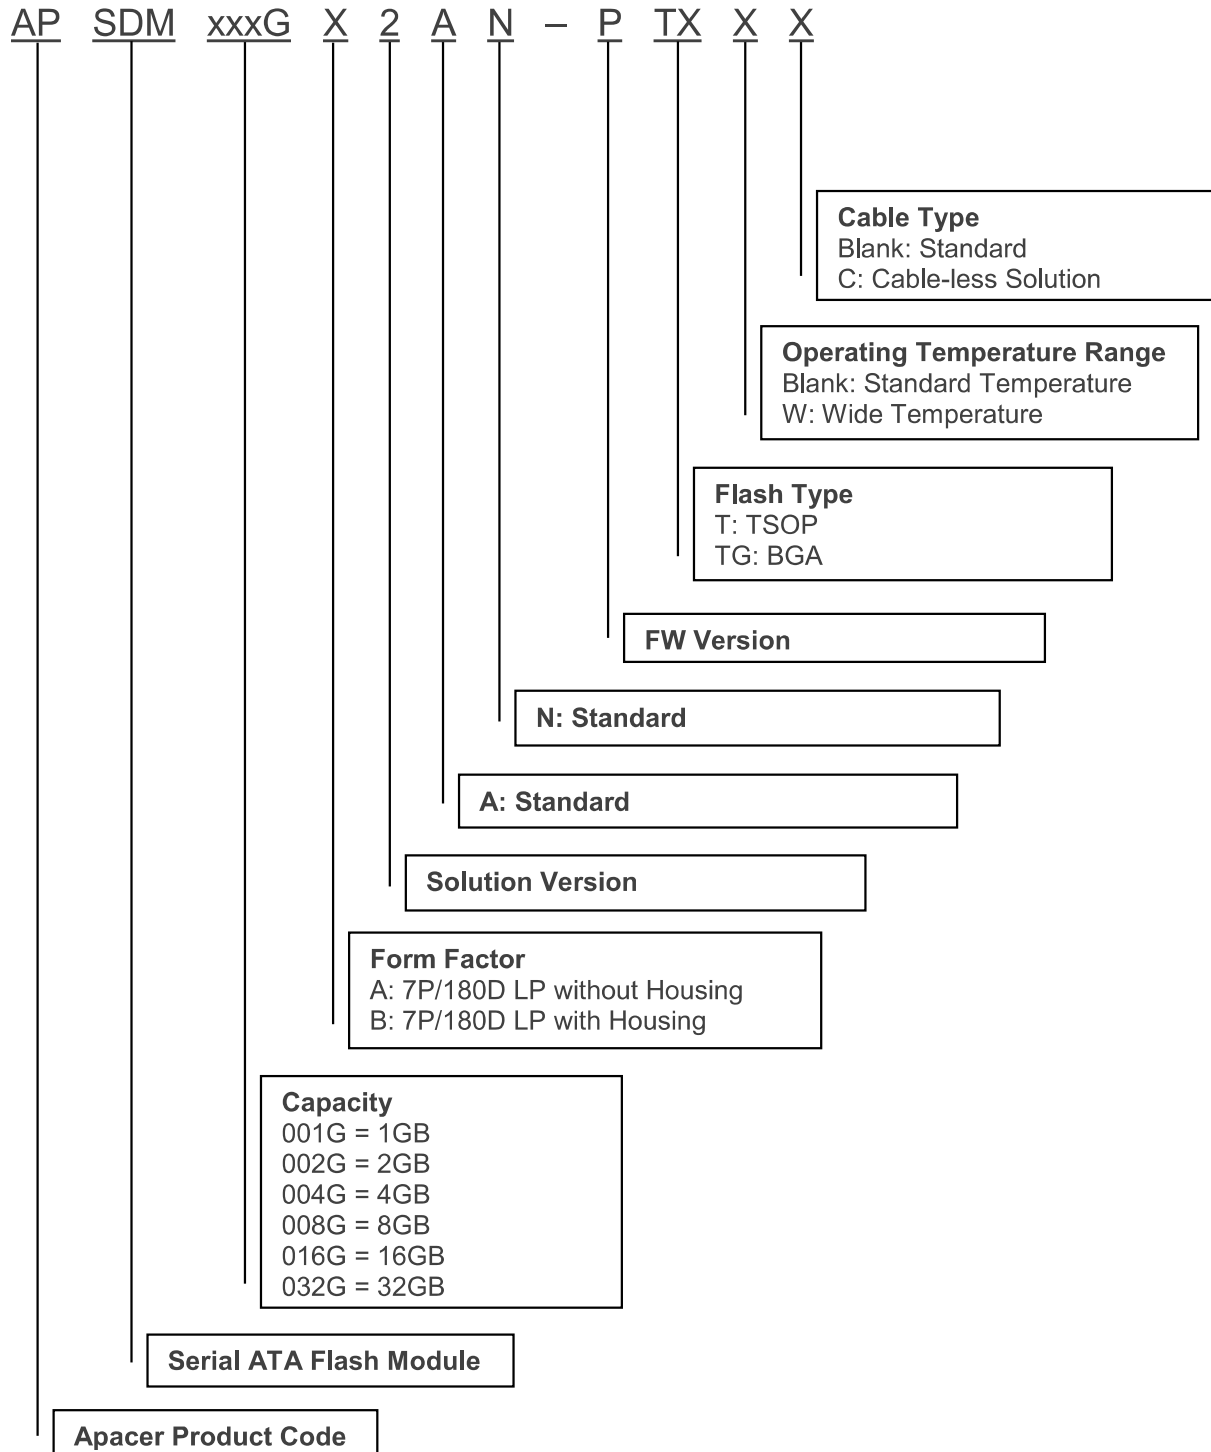 AP SDM xxxG X 2 A N – P TX X X
Cable Type
Blank: Standard
C: Cable-less Solution
Operating Temperature Range
Blank: Standard Temperature
W: Wide Temperature
Flash Type
T: TSOP
TG: BGA
FW Version
N: Standard
A: Standard
Solution Version
Form Factor
A: 7P/180D LP without Housing
B: 7P/180D LP with Housing
Capacity
001G = 1GB
002G = 2GB
004G = 4GB
008G = 8GB
016G = 16GB
032G = 32GB
Serial ATA Flash Module
Apacer Product Code